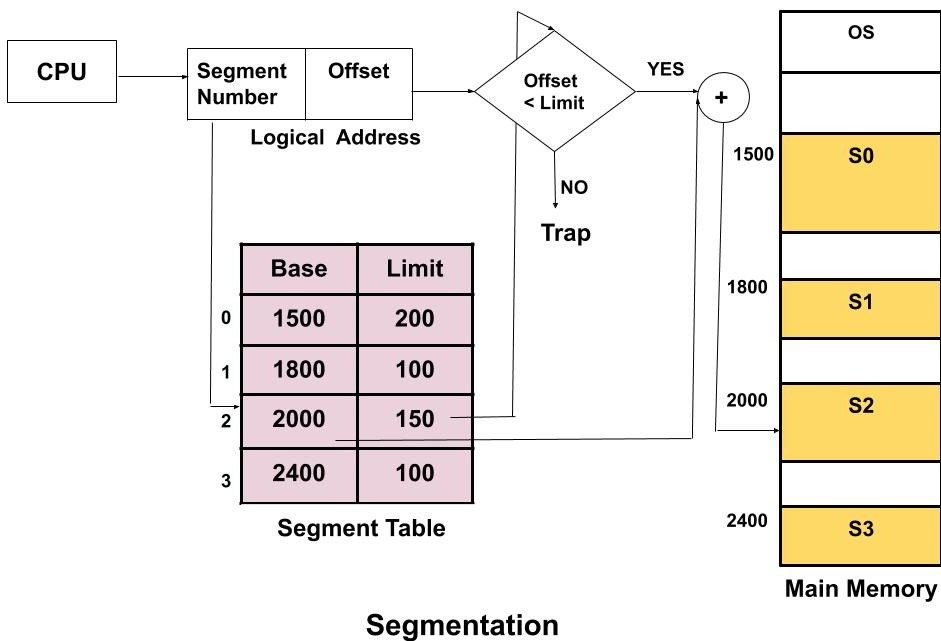 CPU
Segment Number
Offset
Logical Address
Offset
< Limit
YES
NO
Trap
+
Base Limit
0 1500 200
1 1800 100
2 2000 150
3 2400 100
Segment Table
OS
1500 S0
1800 S1
2000 S2
2400 S3
Main Memory
Segmentation